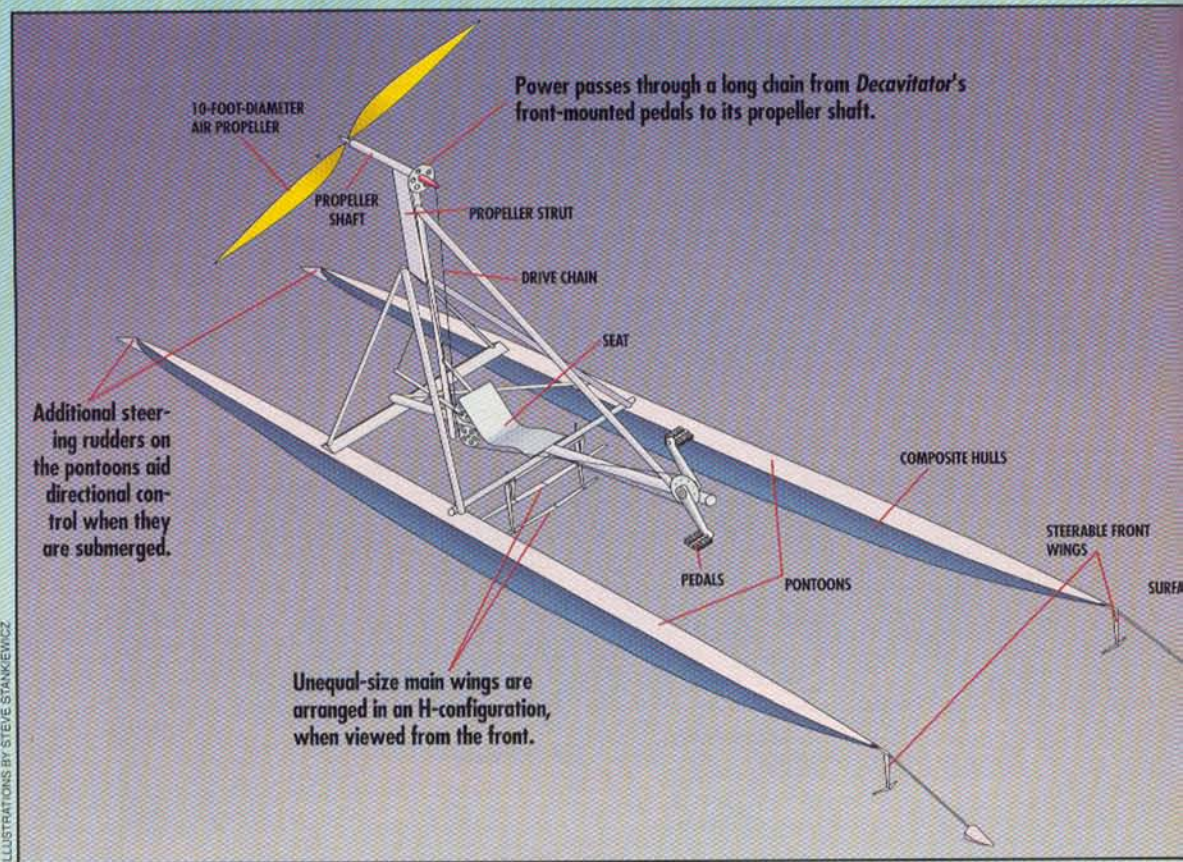 Power passes through a long chain from Decavitator's
front-mounted pedals to its propeller shaft.
10-FOOT-DIAMETER
AIR PROPELLER
PROPELLER
SHAFT
PROPELLER STRUT
DRIVE CHAIN
SEAT
Additional steer-
ing rudders on
the pontoons aid
directional con-
trol when they
are submerged.
COMPOSITE HULLS
STEERABLE FRONT
WINGS
PEDALS
PONTOONS
Unequal-size main wings are
arranged in an H-configuration,
when viewed from the front.
BY STEVE STANKIEWICZ